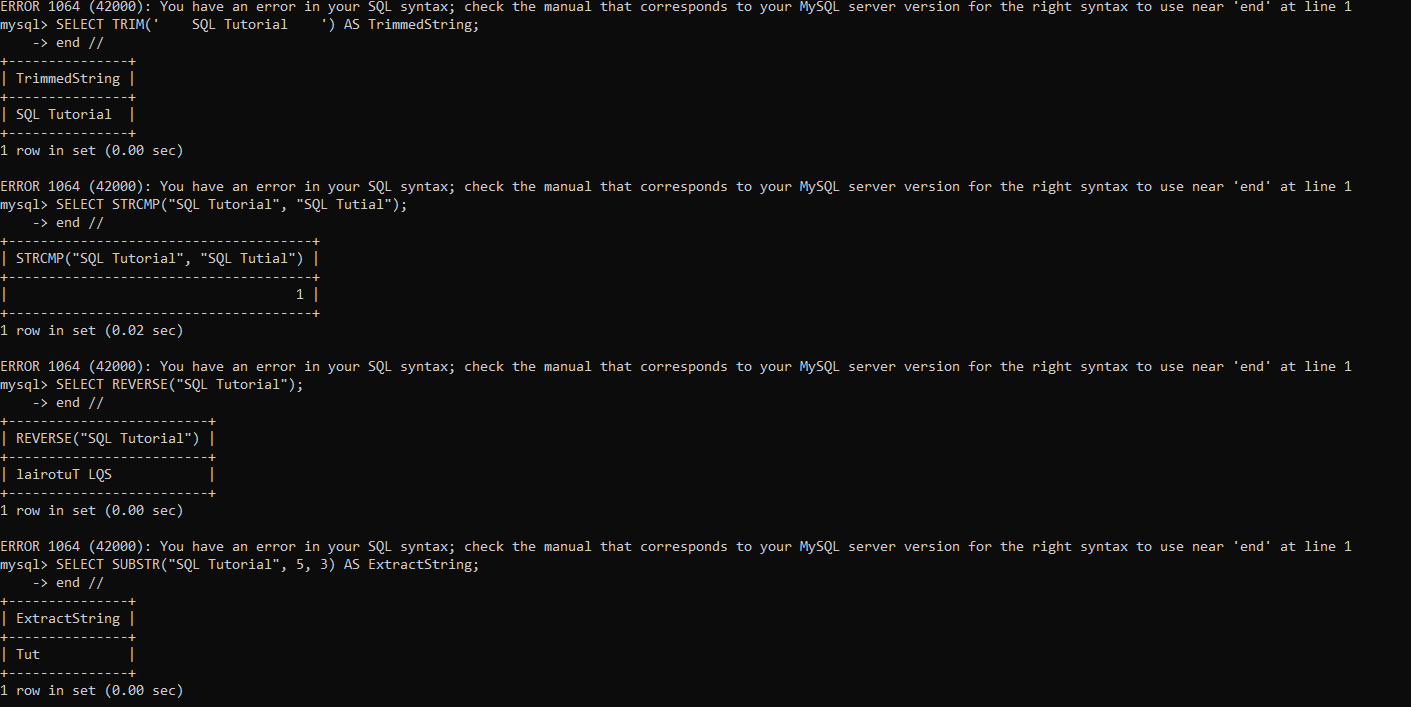 ERROR 1064 (42000): You have an error in your SQL syntax; check the manual that corresponds to your MySQL server version for the right syntax to use near 'end' at line 1
mysql> SELECT TRIM('    SQL Tutorial    ') AS TrimmedString;
    -> end //
+---------------+
| TrimmedString |
+---------------+
| SQL Tutorial  |
+---------------+
1 row in set (0.00 sec)

ERROR 1064 (42000): You have an error in your SQL syntax; check the manual that corresponds to your MySQL server version for the right syntax to use near 'end' at line 1
mysql> SELECT STRCMP("SQL Tutorial", "SQL Tutial");
    -> end //
+--------------------------------------+
| STRCMP("SQL Tutorial", "SQL Tutial") |
+--------------------------------------+
|                                    1 |
+--------------------------------------+
1 row in set (0.02 sec)

ERROR 1064 (42000): You have an error in your SQL syntax; check the manual that corresponds to your MySQL server version for the right syntax to use near 'end' at line 1
mysql> SELECT REVERSE("SQL Tutorial");
    -> end //
+-------------------------+
| REVERSE("SQL Tutorial") |
+-------------------------+
| lairotuT LQS            |
+-------------------------+
1 row in set (0.00 sec)

ERROR 1064 (42000): You have an error in your SQL syntax; check the manual that corresponds to your MySQL server version for the right syntax to use near 'end' at line 1
mysql> SELECT SUBSTR("SQL Tutorial", 5, 3) AS ExtractString;
    -> end //
+---------------+
| ExtractString |
+---------------+
| Tut           |
+---------------+
1 row in set (0.00 sec)